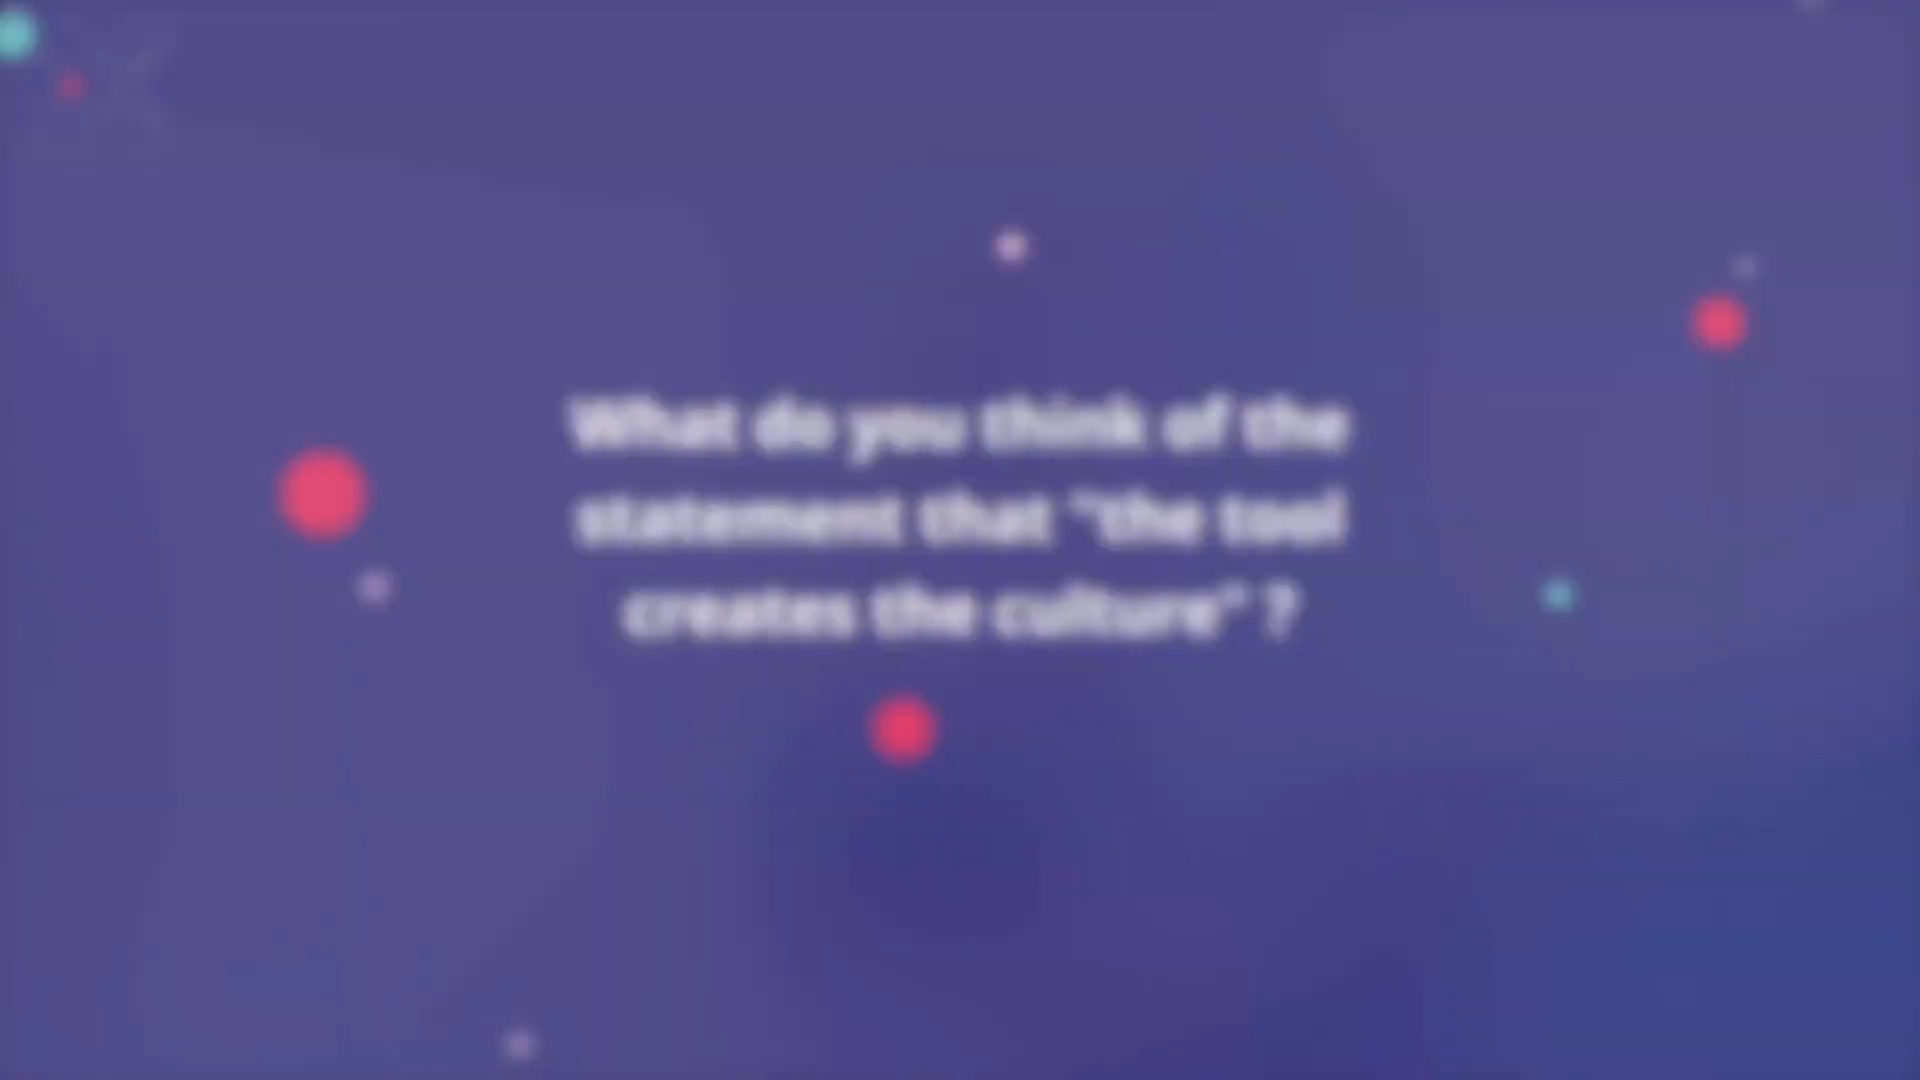 What do you think of the
statement that "the tool
creates the culture" ?